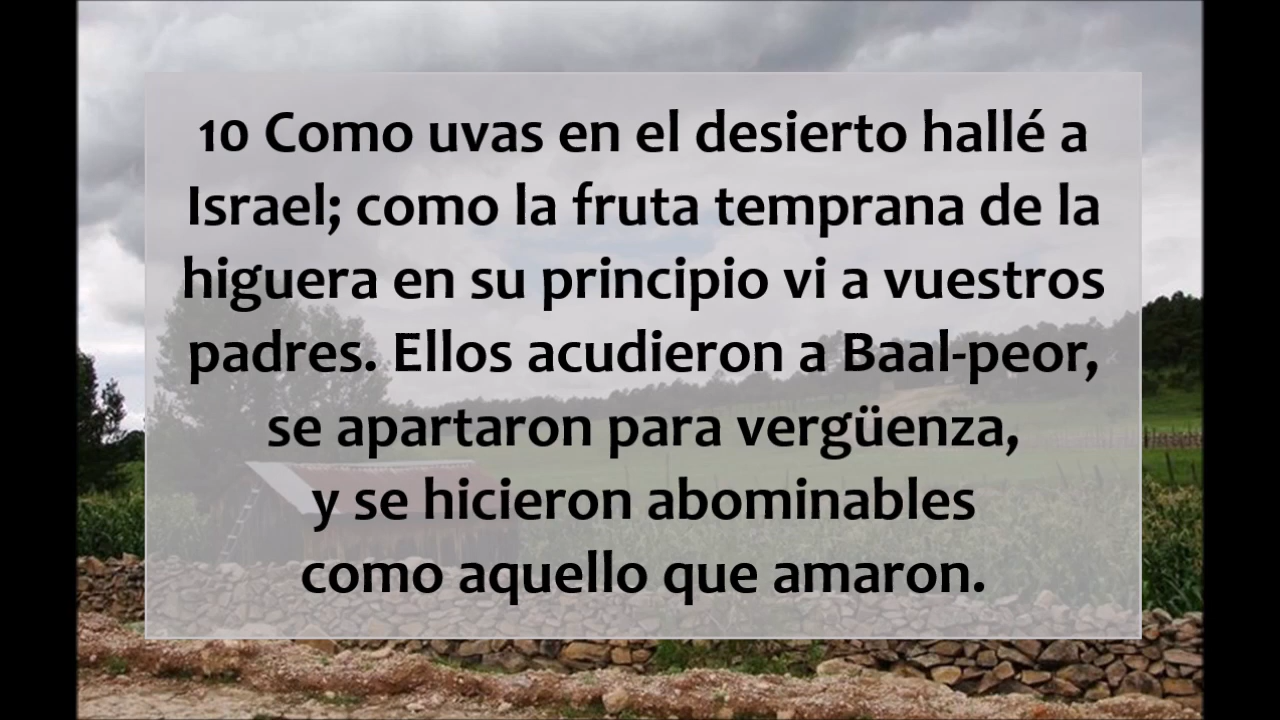 10 Como uvas en el desierto hallé a
Israel; como la fruta temprana de la
higuera en su principio vi a vuestros
padres. Ellos acudieron a Baal-peor,
se apartaron para vergüenza,
y se hicieron abominables
como aquello que amaron.